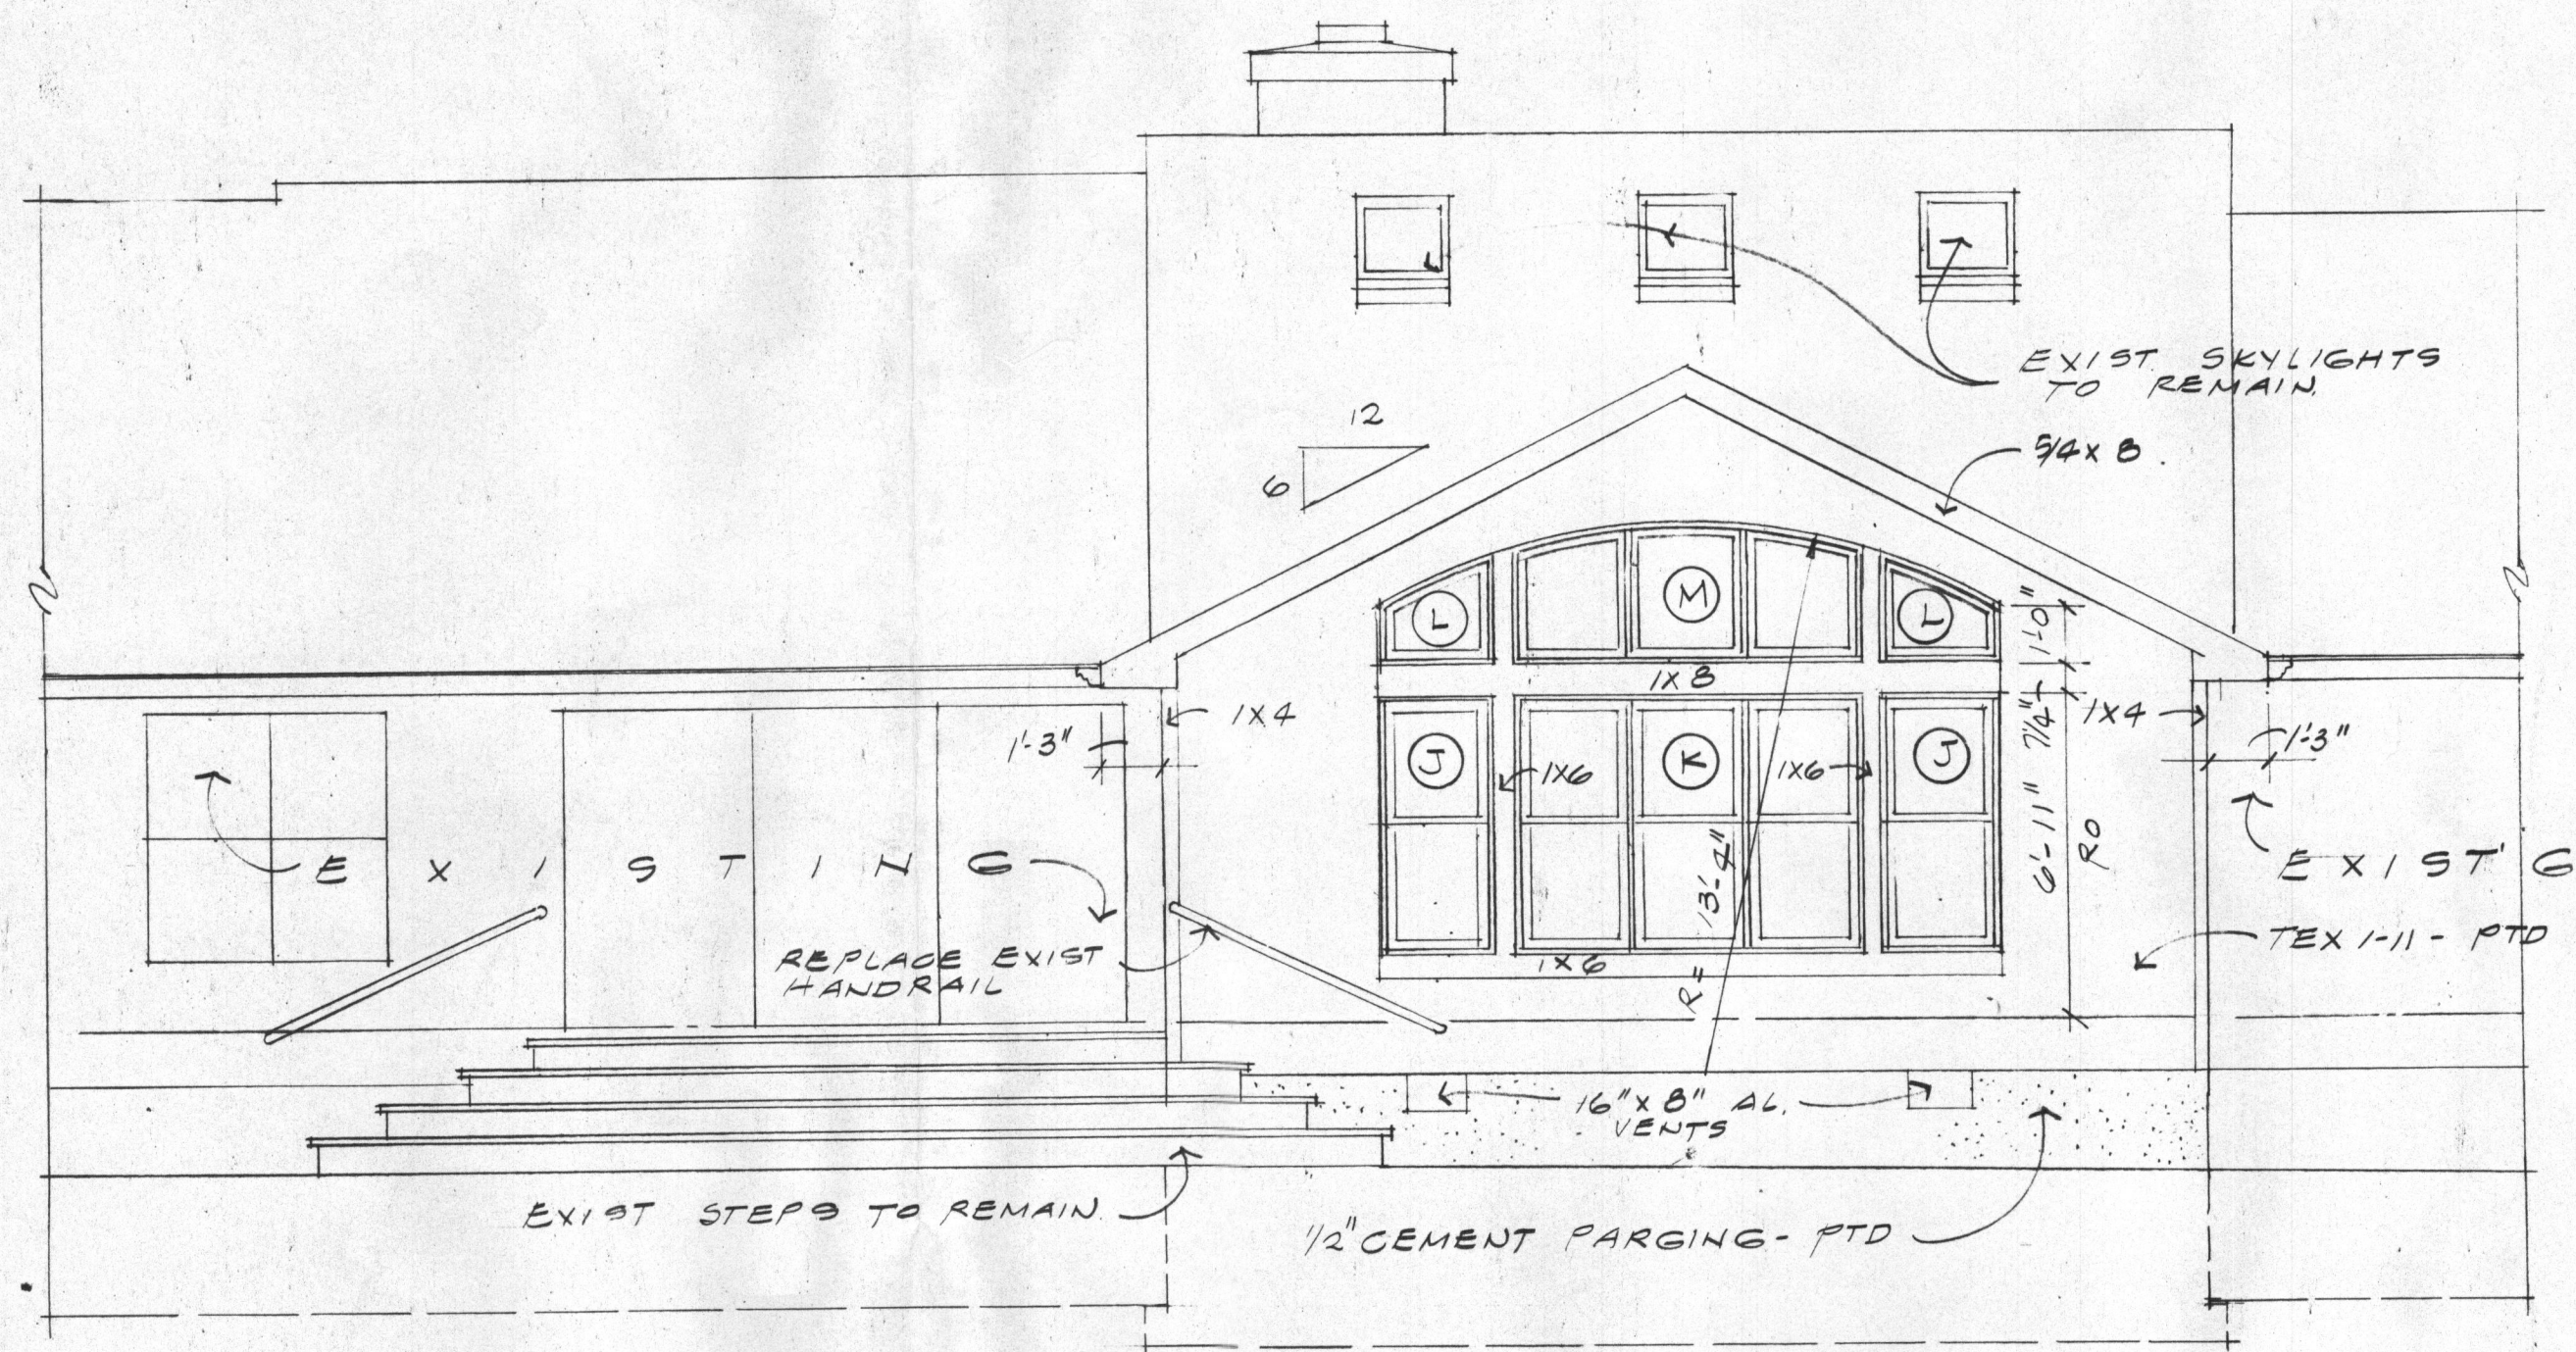 EXIST. SKYLIGHTS
TO REMAIN.
12
6
5/4 X 8.
L
M
L
1'-0"
1X8
7 1/4"
1X4
1X4
1'-3"
1'-3"
J
1X6
K
1X6
J
6'-11"
RO
EXISTING
EXIST'G
R= 13'-4"
REPLACE EXIST
HANDRAIL
1X6
TEX 1-11 - PTD
16" X 8" AL.
VENTS
EXIST STEPS TO REMAIN.
1/2" CEMENT PARGING - PTD